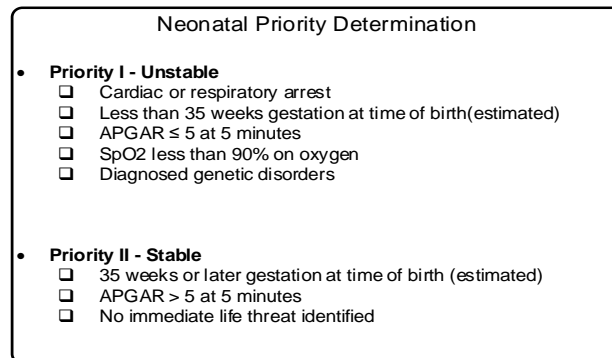 Neonatal Priority Determination
• Priority I - Unstable
❑ Cardiac or respiratory arrest
❑ Less than 35 weeks gestation at time of birth(estimated)
❑ APGAR ≤ 5 at 5 minutes
❑ SpO2 less than 90% on oxygen
❑ Diagnosed genetic disorders
• Priority II - Stable
❑ 35 weeks or later gestation at time of birth (estimated)
❑ APGAR > 5 at 5 minutes
❑ No immediate life threat identified